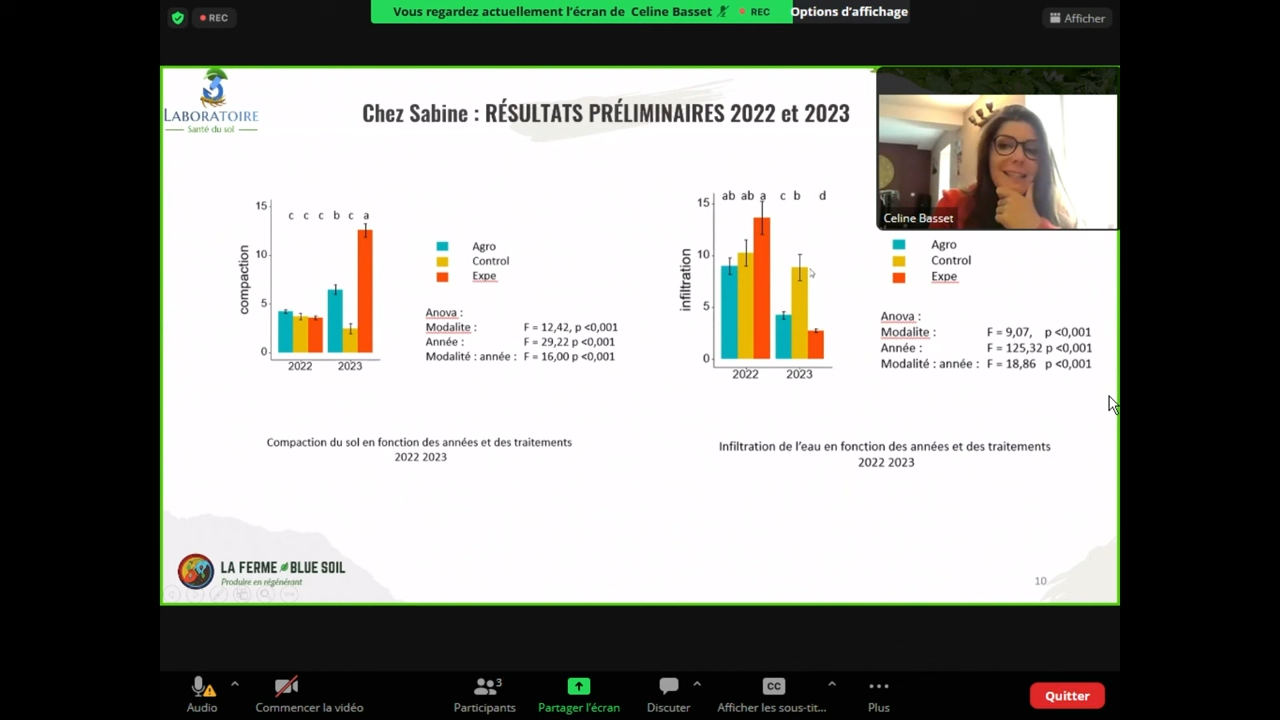 Vous regardez actuellement l'écran de Celine Basset
REC
Options d'affichage
REC
Afficher
LABORATOIRE
Santé du sol
Chez Sabine : RÉSULTATS PRÉLIMINAIRES 2022 et 2023
Celine Basset
compaction
15
10
5
0
c c c b c a
2022 2023
Agro
Control
Expe
Anova :
Modalite : F = 12,42, p <0,001
Année : F = 29,22 p <0,001
Modalité : année : F = 16,00 p <0,001
Compaction du sol en fonction des années et des traitements
2022 2023
infiltration
15
10
5
0
ab ab a c b d
2022 2023
Agro
Control
Expe
Anova :
Modalite : F = 9,07, p <0,001
Année : F = 125,32 p <0,001
Modalité : année : F = 18,86 p <0,001
Infiltration de l'eau en fonction des années et des traitements
2022 2023
LA FERME BLUE SOIL
Produire en régénérant
10
Audio
Commencer la vidéo
3
Participants
Partager l'écran
Discuter
CC
Afficher les sous-tit...
Plus
Quitter